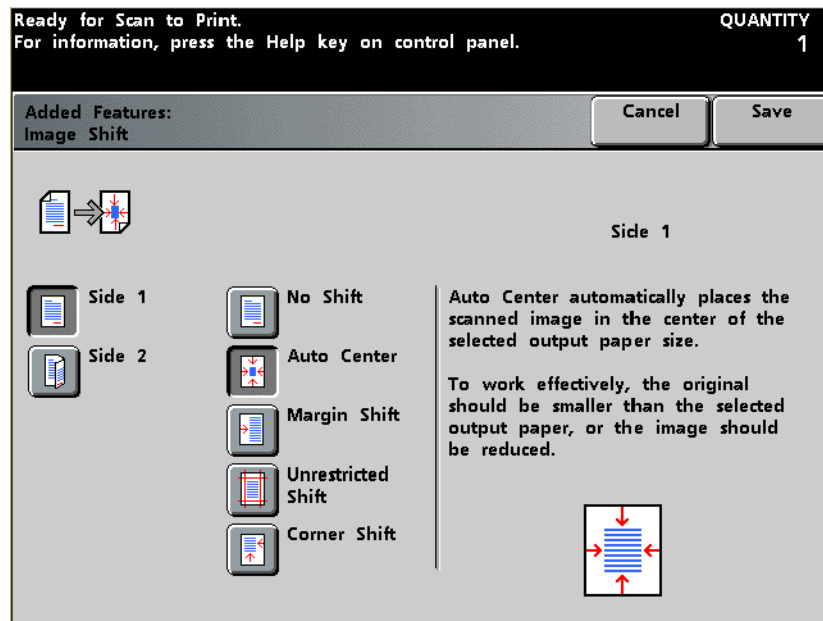 Ready for Scan to Print.
For information, press the Help key on control panel.
QUANTITY
1
Added Features:
Image Shift
Cancel
Save
Side 1
Side 1
Side 2
No Shift
Auto Center
Margin Shift
Unrestricted
Shift
Corner Shift
Auto Center automatically places the
scanned image in the center of the
selected output paper size.
To work effectively, the original
should be smaller than the selected
output paper, or the image should
be reduced.